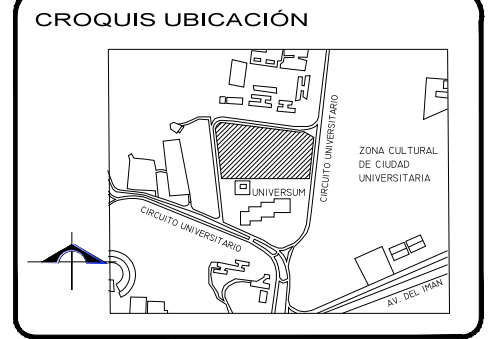 CROQUIS UBICACIÓN
CIRCUITO UNIVERSITARIO
ZONA CULTURAL
DE CIUDAD
UNIVERSITARIA
UNIVERSUM
CIRCUITO UNIVERSITARIO
AV. DEL IMAN